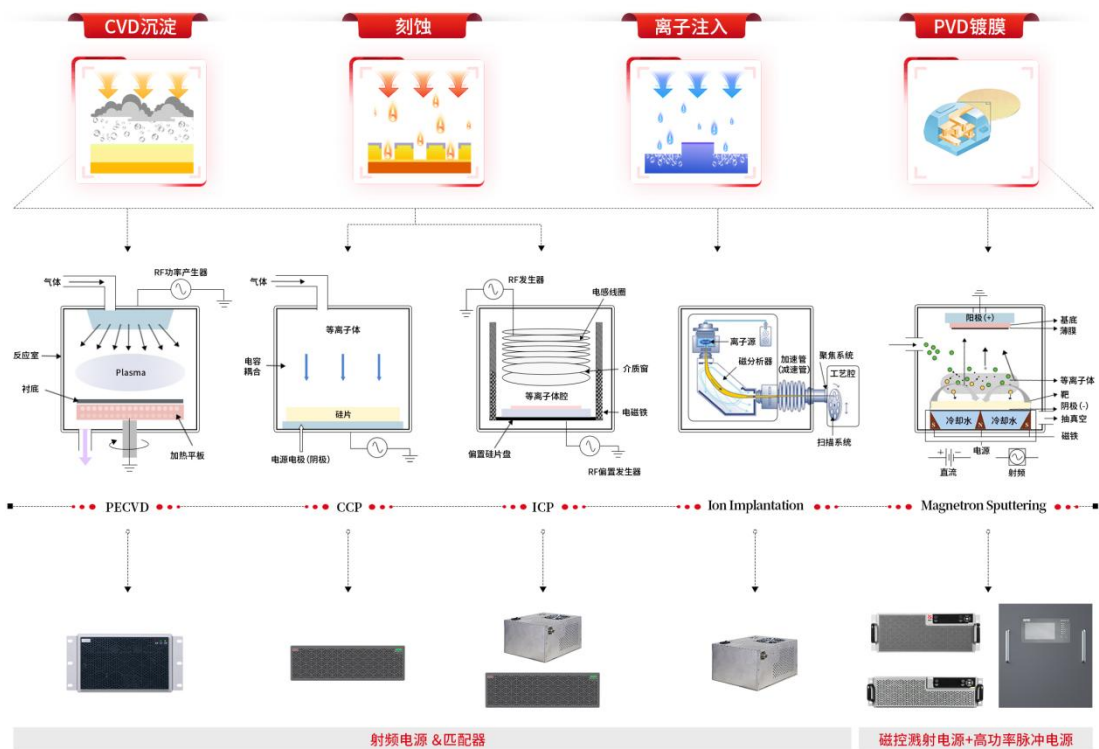 CVD沉淀
刻蚀
离子注入
PVD镀膜
气体
RF功率产生器
反应室
Plasma
衬底
加热平板
气体
等离子体
电容
耦合
硅片
电源电极(阴极)
RF发生器
电感线圈
介质窗
等离子体腔
电磁铁
偏置硅片盘
RF偏置发生器
离子源
磁分析器
加速管
(减速管)
聚焦系统
工艺腔
扫描系统
阳极(+)
基底
薄膜
等离子体
靶
阴极(-)
抽真空
冷却水
冷却水
磁铁
电源
直流
射频
PECVD
CCP
ICP
Ion Implantation
Magnetron Sputtering
射频电源 &匹配器
磁控溅射电源+高功率脉冲电源